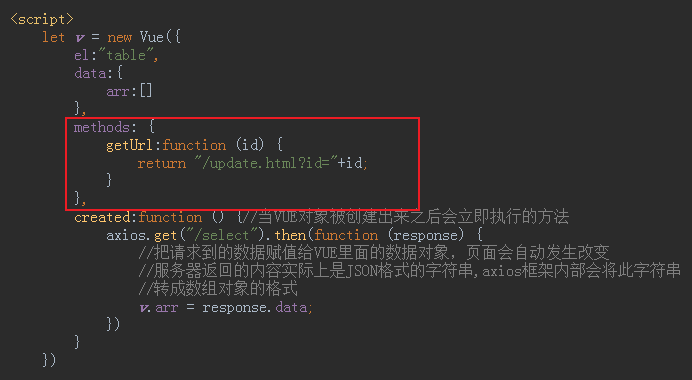 <script>
let v = new Vue({
el:"table",
data:{
arr:[]
},
methods: {
getUrl:function (id) {
return "/update.html?id="+id;
}
},
created:function () {//当VUE对象被创建出来之后会立即执行的方法
axios.get("/select").then(function (response) {
//把请求到的数据赋值给VUE里面的数据对象，页面会自动发生改变
//服务器返回的内容实际上是JSON格式的字符串,axios框架内部会将此字符串
//转成数组对象的格式
v.arr = response.data;
})
}
})